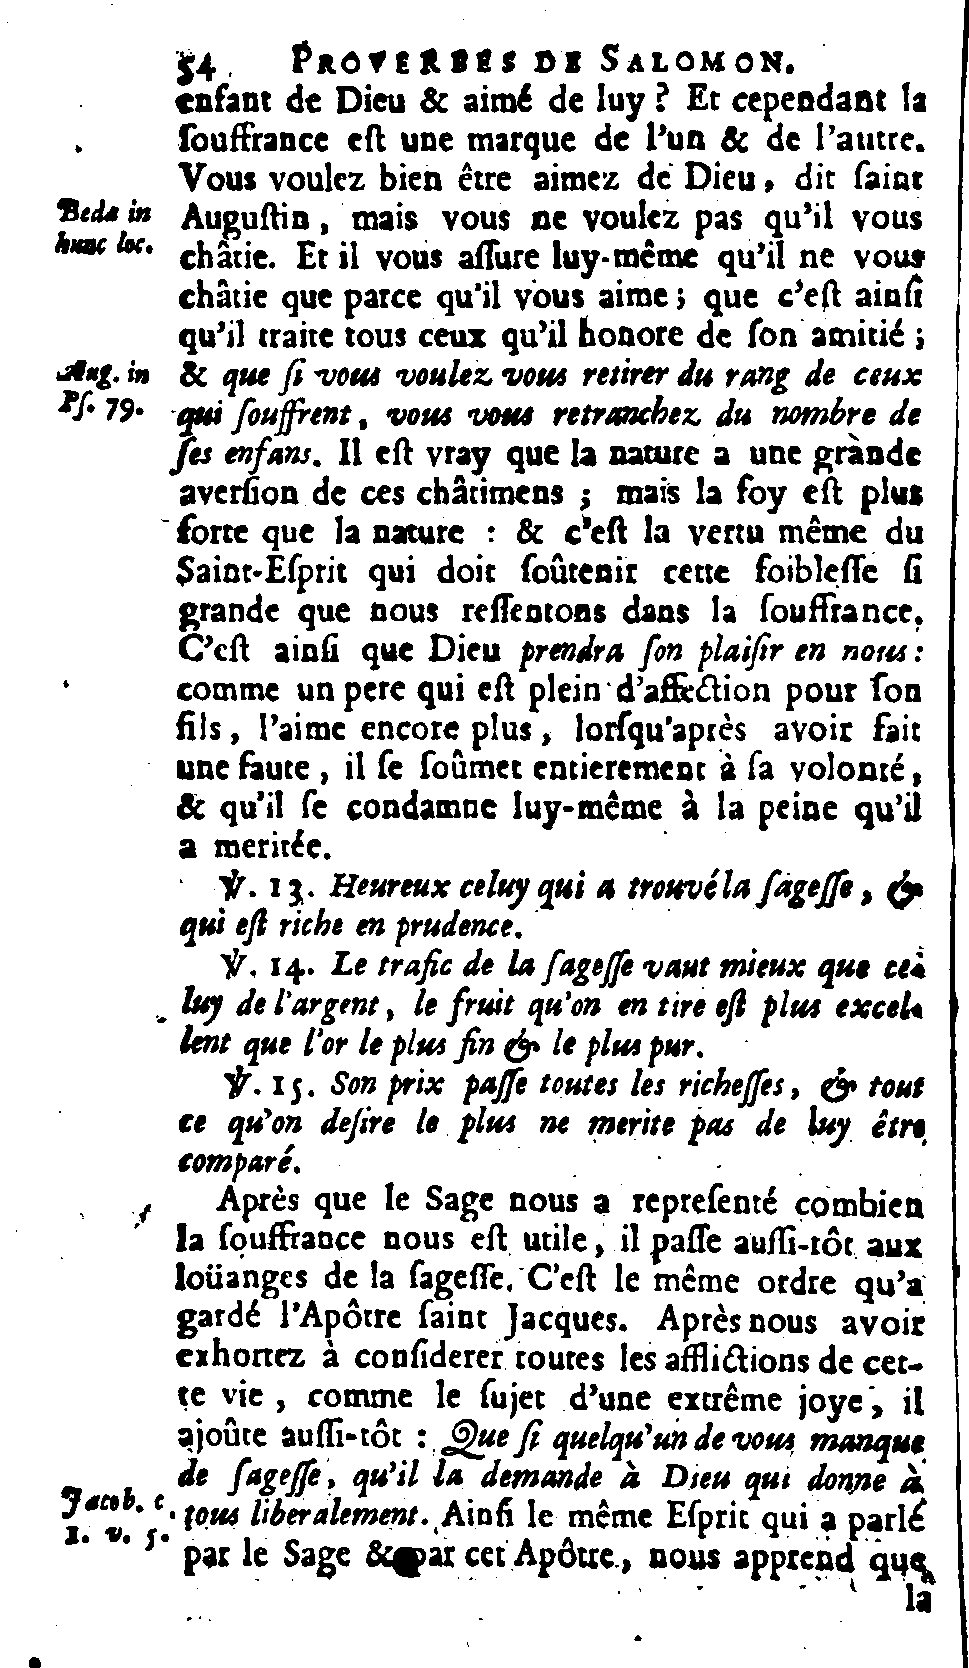 54. PROVERBES DE SALOMON.
enfant de Dieu & aimé de luy ? Et cependant la
ſouffrance eſt une marque de l'un & de l'autre.
Vous voulez bien être aimez de Dieu, dit ſaint
Beda in
hunc loc.
Auguſtin, mais vous ne voulez pas qu'il vous
châtie. Et il vous aſſure luy-même qu'il ne vous
châtie que parce qu'il vous aime ; que c'eſt ainſi
qu'il traite tous ceux qu'il honore de ſon amitié ;
Aug. in
Pſ. 79.
& que ſi vous voulez vous retirer du rang de ceux
qui ſouffrent, vous vous retranchez du nombre de
ſes enfans. Il eſt vray que la nature a une grande
averſion de ces châtimens ; mais la foy eſt plus
forte que la nature : & c'eſt la vertu même du
Saint-Eſprit qui doit ſoûtenir cette foibleſſe ſi
grande que nous reſſentons dans la ſouffrance.
C'eſt ainſi que Dieu prendra ſon plaiſir en nous :
comme un pere qui eſt plein d'affection pour ſon
fils, l'aime encore plus, lorſqu'après avoir fait
une faute, il ſe ſoûmet entierement à ſa volonté,
& qu'il ſe condamne luy-même à la peine qu'il
a meritée.
℣. 13. Heureux celuy qui a trouvé la ſageſſe, &
qui eſt riche en prudence.
℣. 14. Le trafic de la ſageſſe vaut mieux que ce-
luy de l'argent, le fruit qu'on en tire eſt plus excel-
lent que l'or le plus fin & le plus pur.
℣. 15. Son prix paſſe toutes les richeſſes, & tout
ce qu'on deſire le plus ne merite pas de luy être
comparé.
Après que le Sage nous a repreſenté combien
la ſouffrance nous eſt utile, il paſſe auſſi-tôt aux
loüanges de la ſageſſe. C'eſt le même ordre qu'a
gardé l'Apôtre ſaint Jacques. Après nous avoir
exhortez à conſiderer toutes les afflictions de cet-
te vie, comme le ſujet d'une extrême joye, il
ajoûte auſſi-tôt : Que ſi quelqu'un de vous manque
de ſageſſe, qu'il la demande à Dieu qui donne à
Jacob. c.
1. v. 5.
tous liberalement. Ainſi le même Eſprit qui a parlé
par le Sage & par cet Apôtre, nous apprend que
la